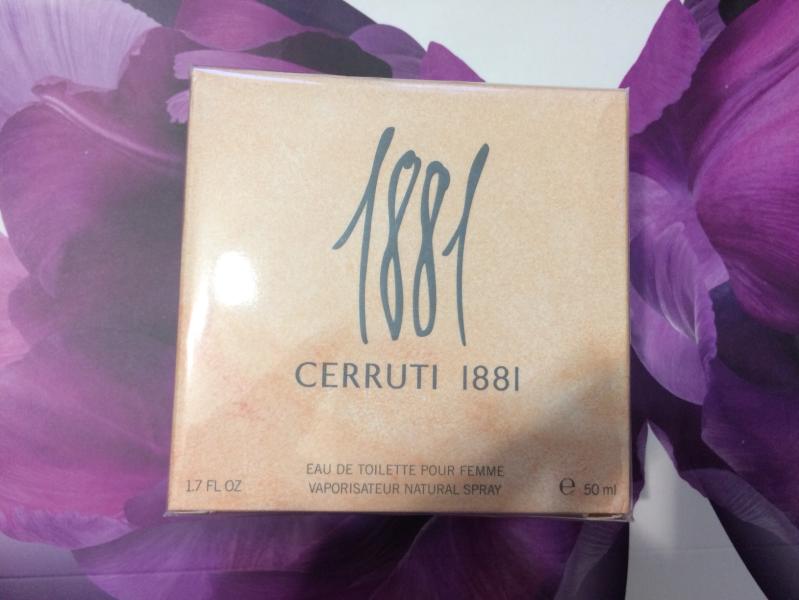 1881
CERRUTI 1881
EAU DE TOILETTE POUR FEMME
VAPORISATEUR NATURAL SPRAY
1.7 FL OZ
℮ 50 ml